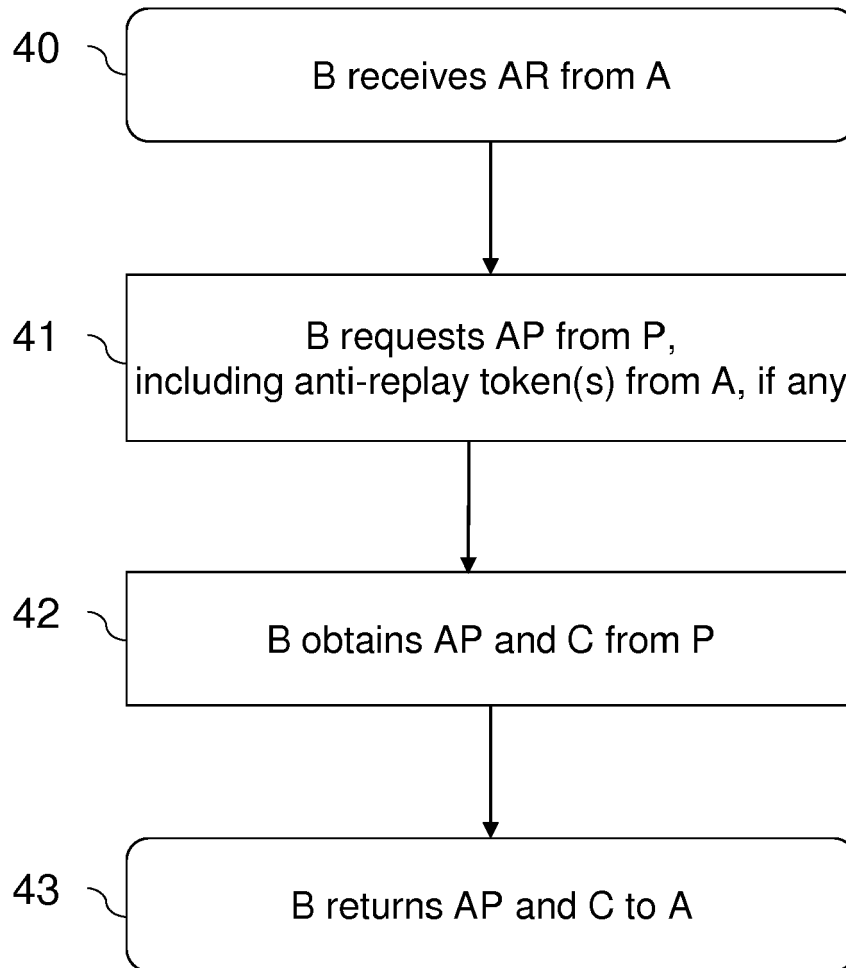 40
B receives AR from A
41
B requests AP from P,
including anti-replay token(s) from A, if any
42
B obtains AP and C from P
43
B returns AP and C to A